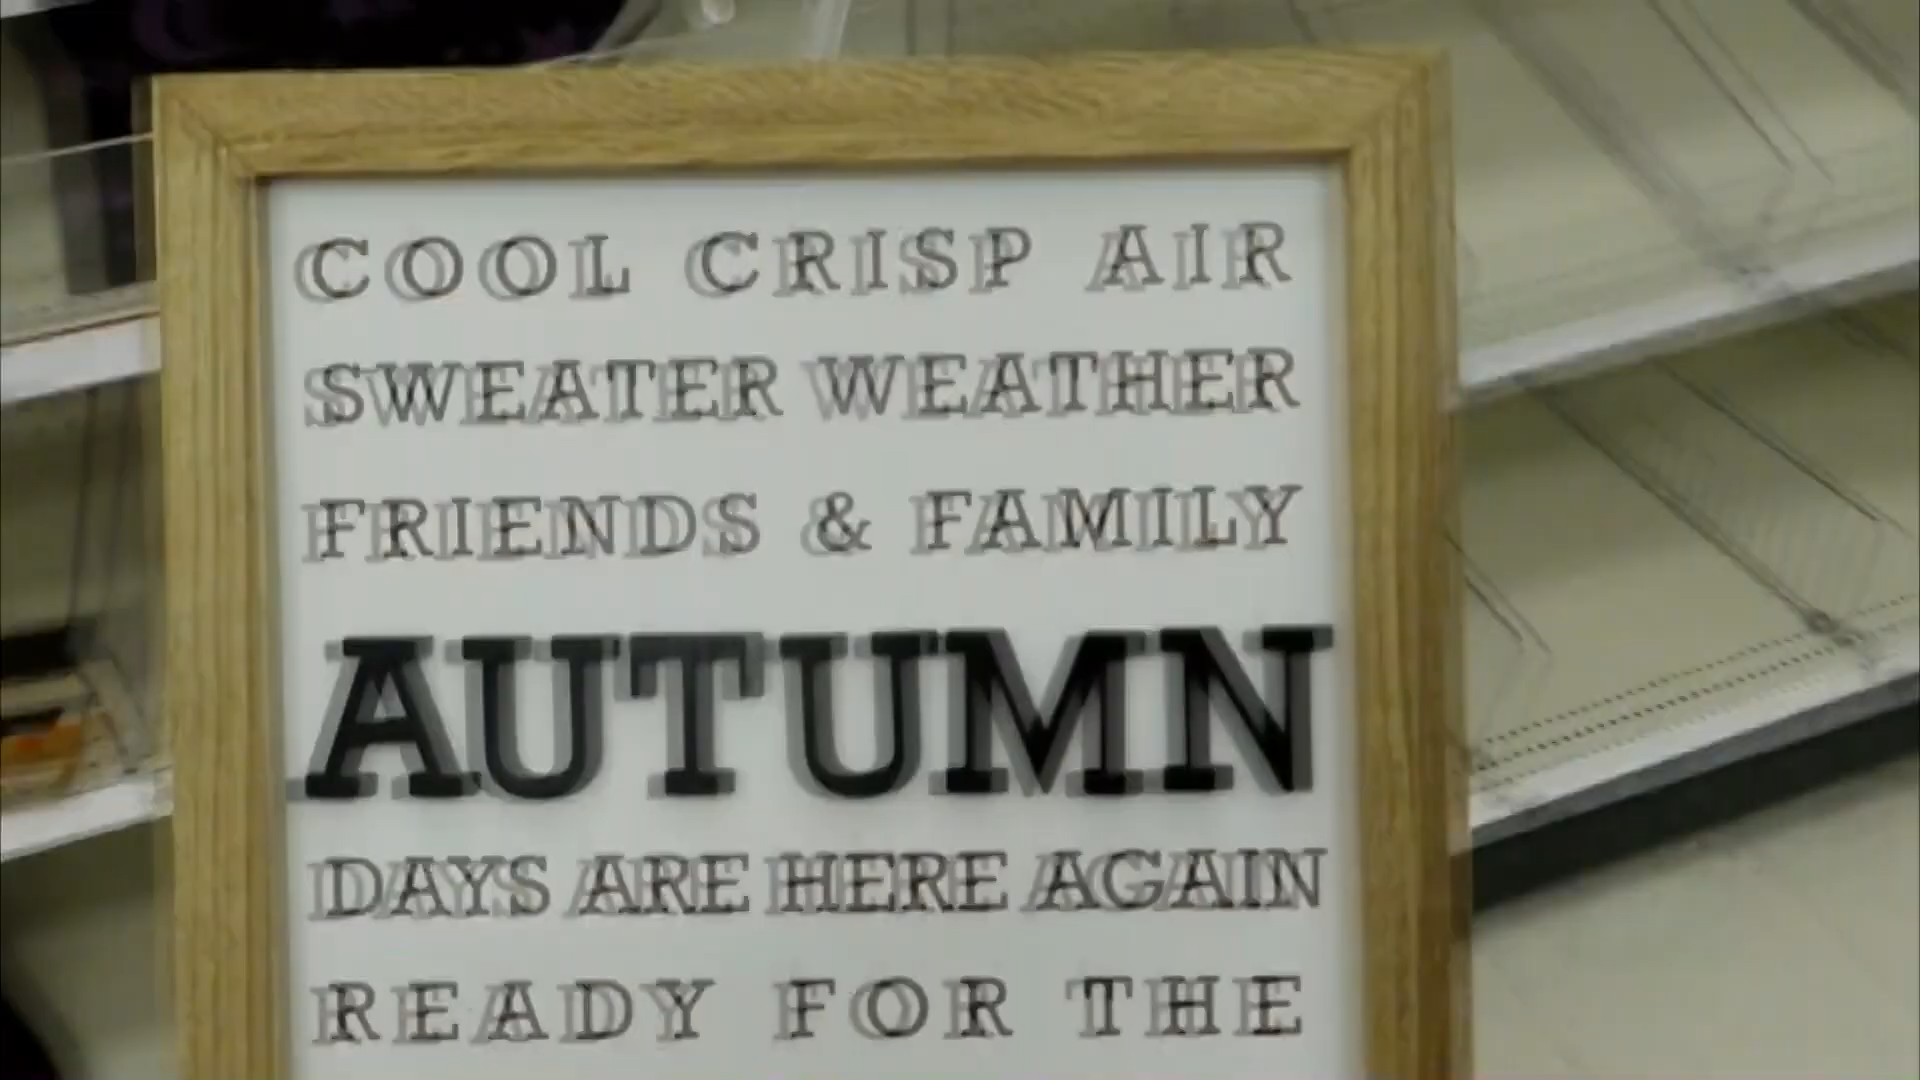 COOL CRISP AIR
SWEATER WEATHER
FRIENDS & FAMILY
AUTUMN
DAYS ARE HERE AGAIN
READY FOR THE